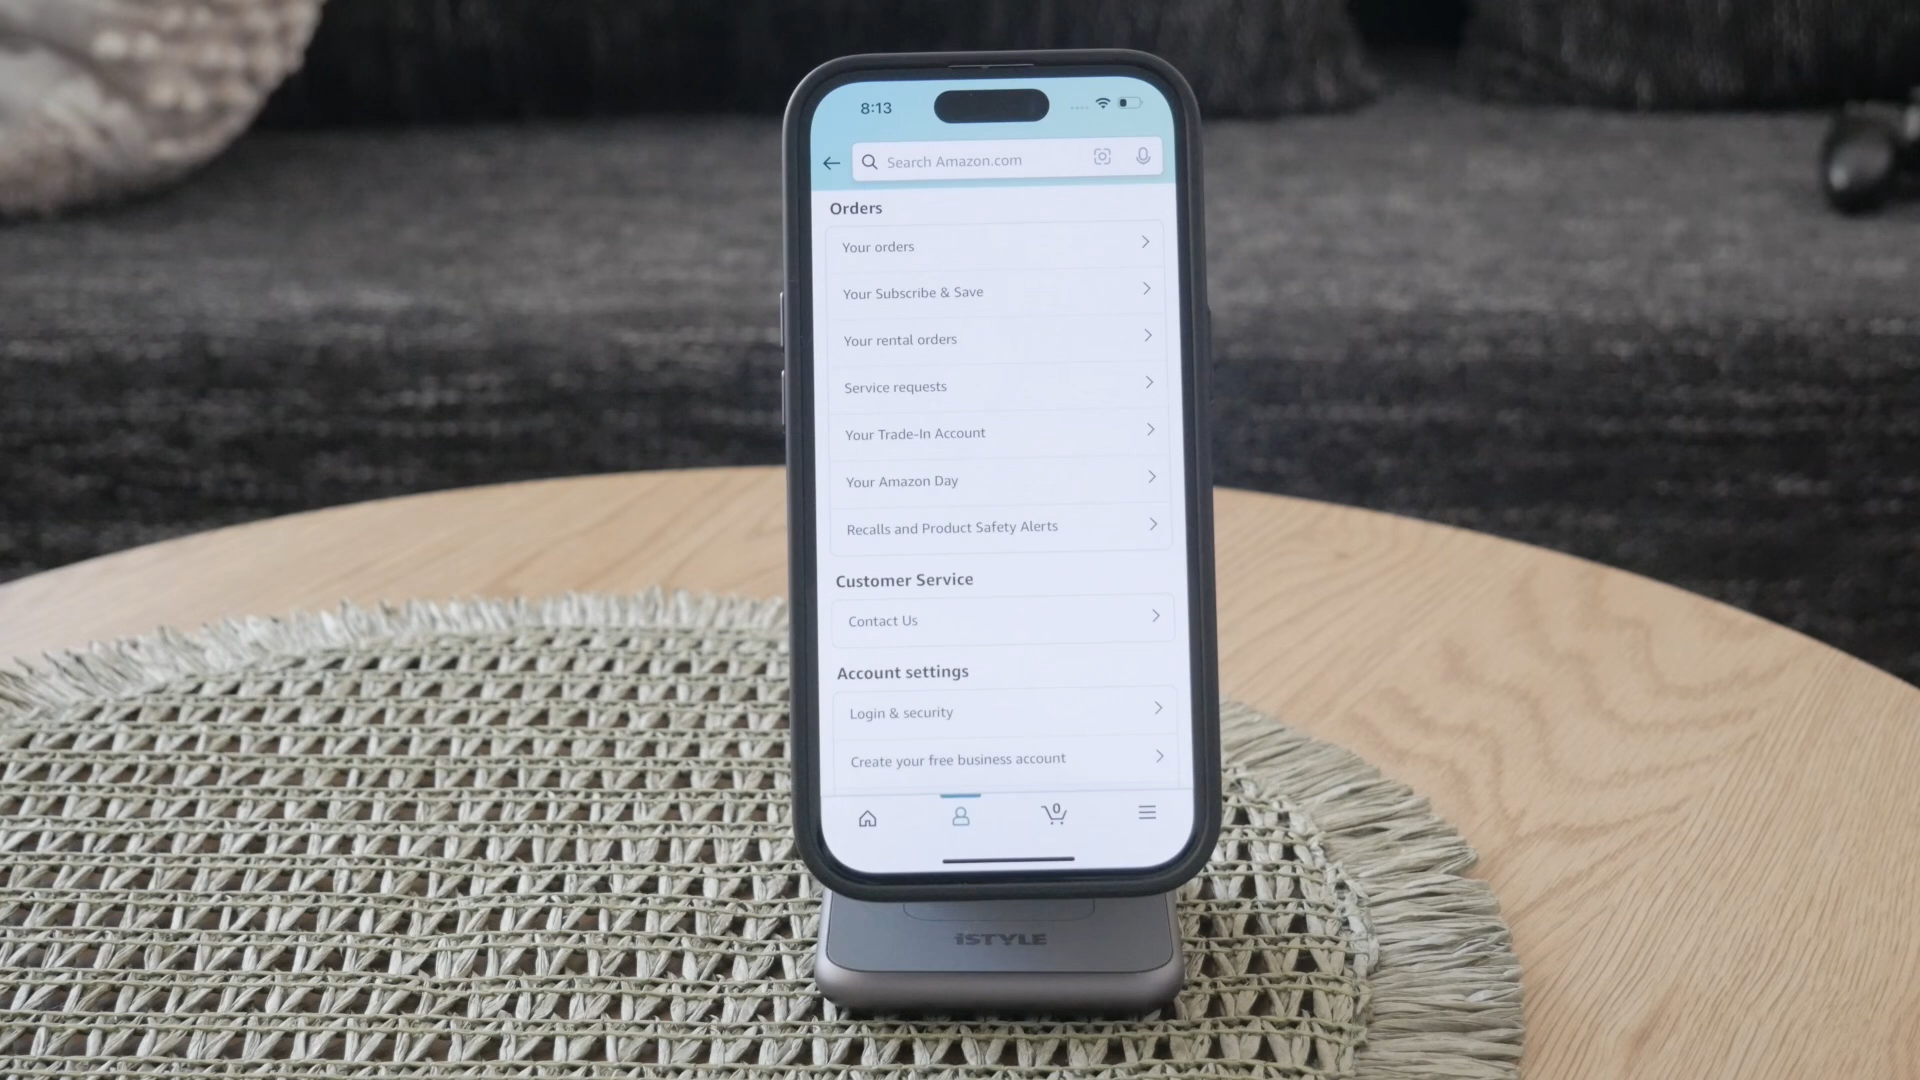 8:13
Search Amazon.com
Orders
Your orders
Your Subscribe & Save
Your rental orders
Service requests
Your Trade-In Account
Your Amazon Day
Recalls and Product Safety Alerts
Customer Service
Contact Us
Account settings
Login & security
Create your free business account
0
iSTYLE